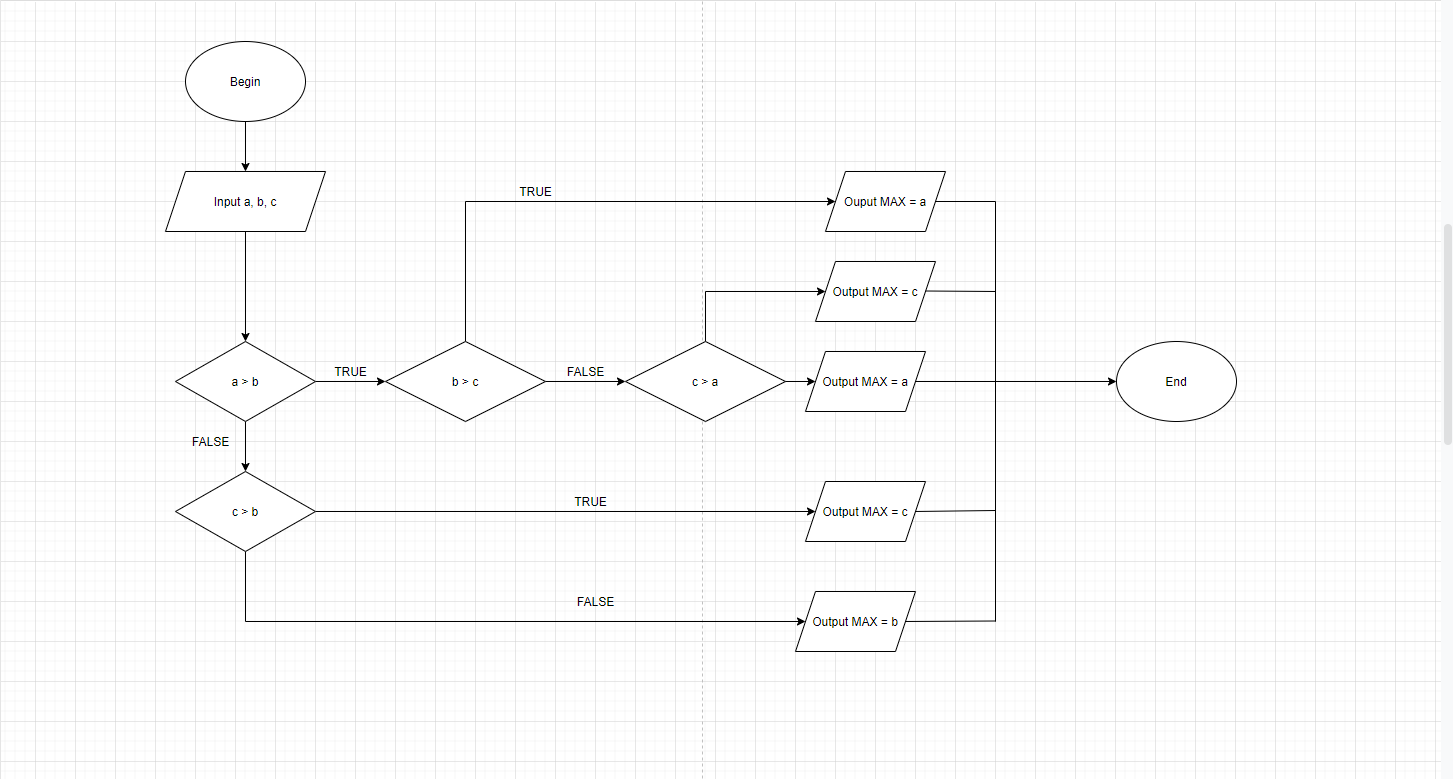 Begin
Input a, b, c
TRUE
Ouput MAX = a
Output MAX = c
a > b
TRUE
b > c
FALSE
c > a
Output MAX = a
End
FALSE
c > b
TRUE
Output MAX = c
FALSE
Output MAX = b